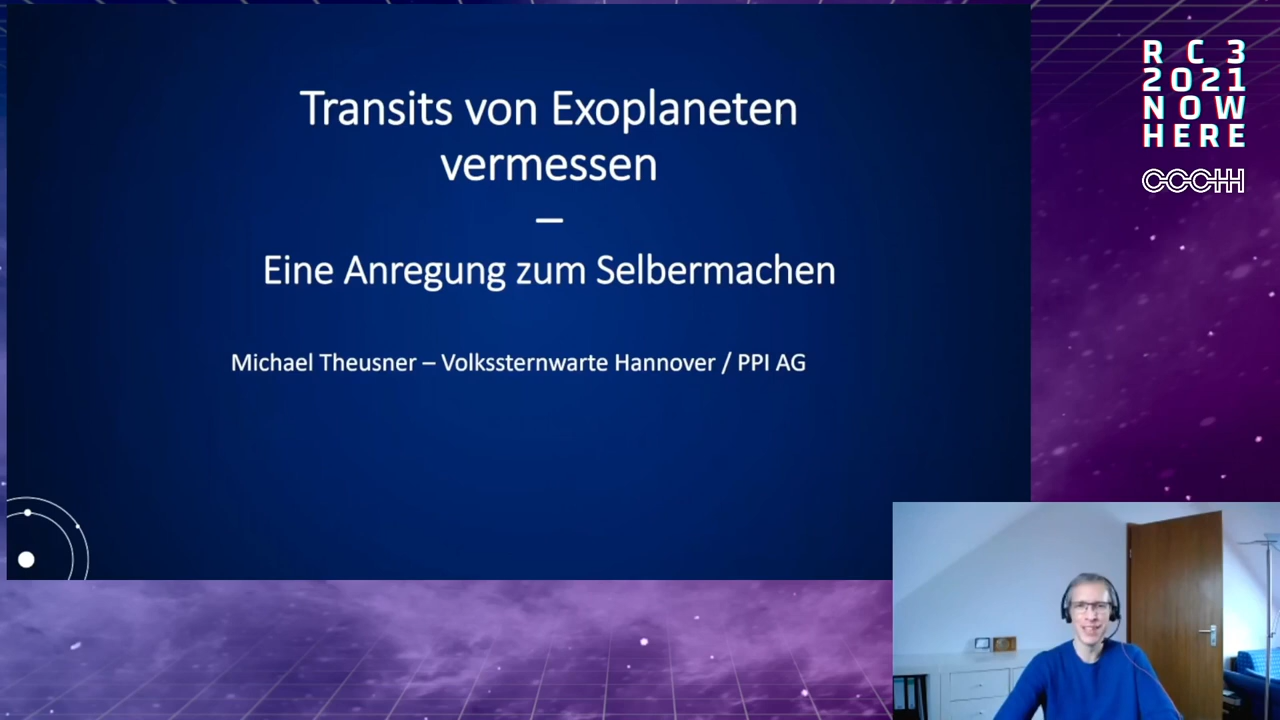 Transits von Exoplaneten
vermessen
–
Eine Anregung zum Selbermachen
Michael Theusner – Volkssternwarte Hannover / PPI AG
R C 3
2021
NOW
HERE
CCCHH